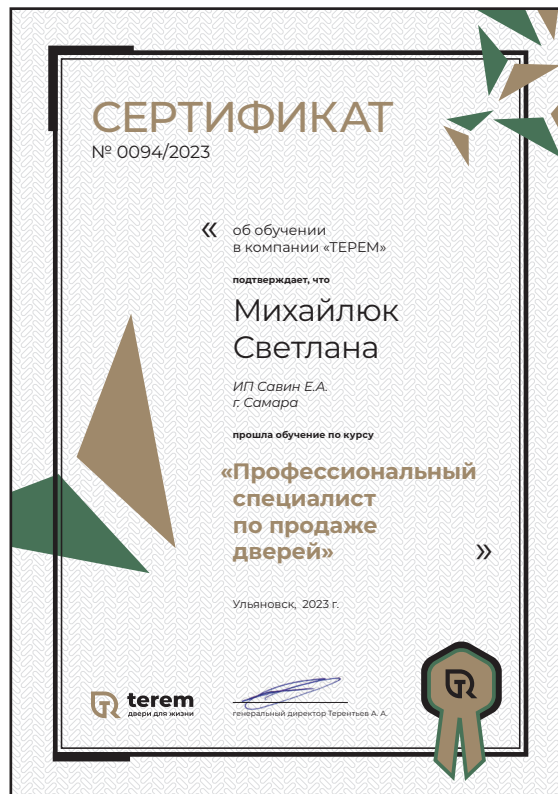 СЕРТИФИКАТ
№ 0094/2023
« об обучении
в компании «ТЕРЕМ»
подтверждает, что
Михайлюк
Светлана
ИП Савин Е.А.
г. Самара
прошла обучение по курсу
«Профессиональный
специалист
по продаже
дверей» »
Ульяновск, 2023 г.
terem
двери для жизни
генеральный директор Терентьев А. А.